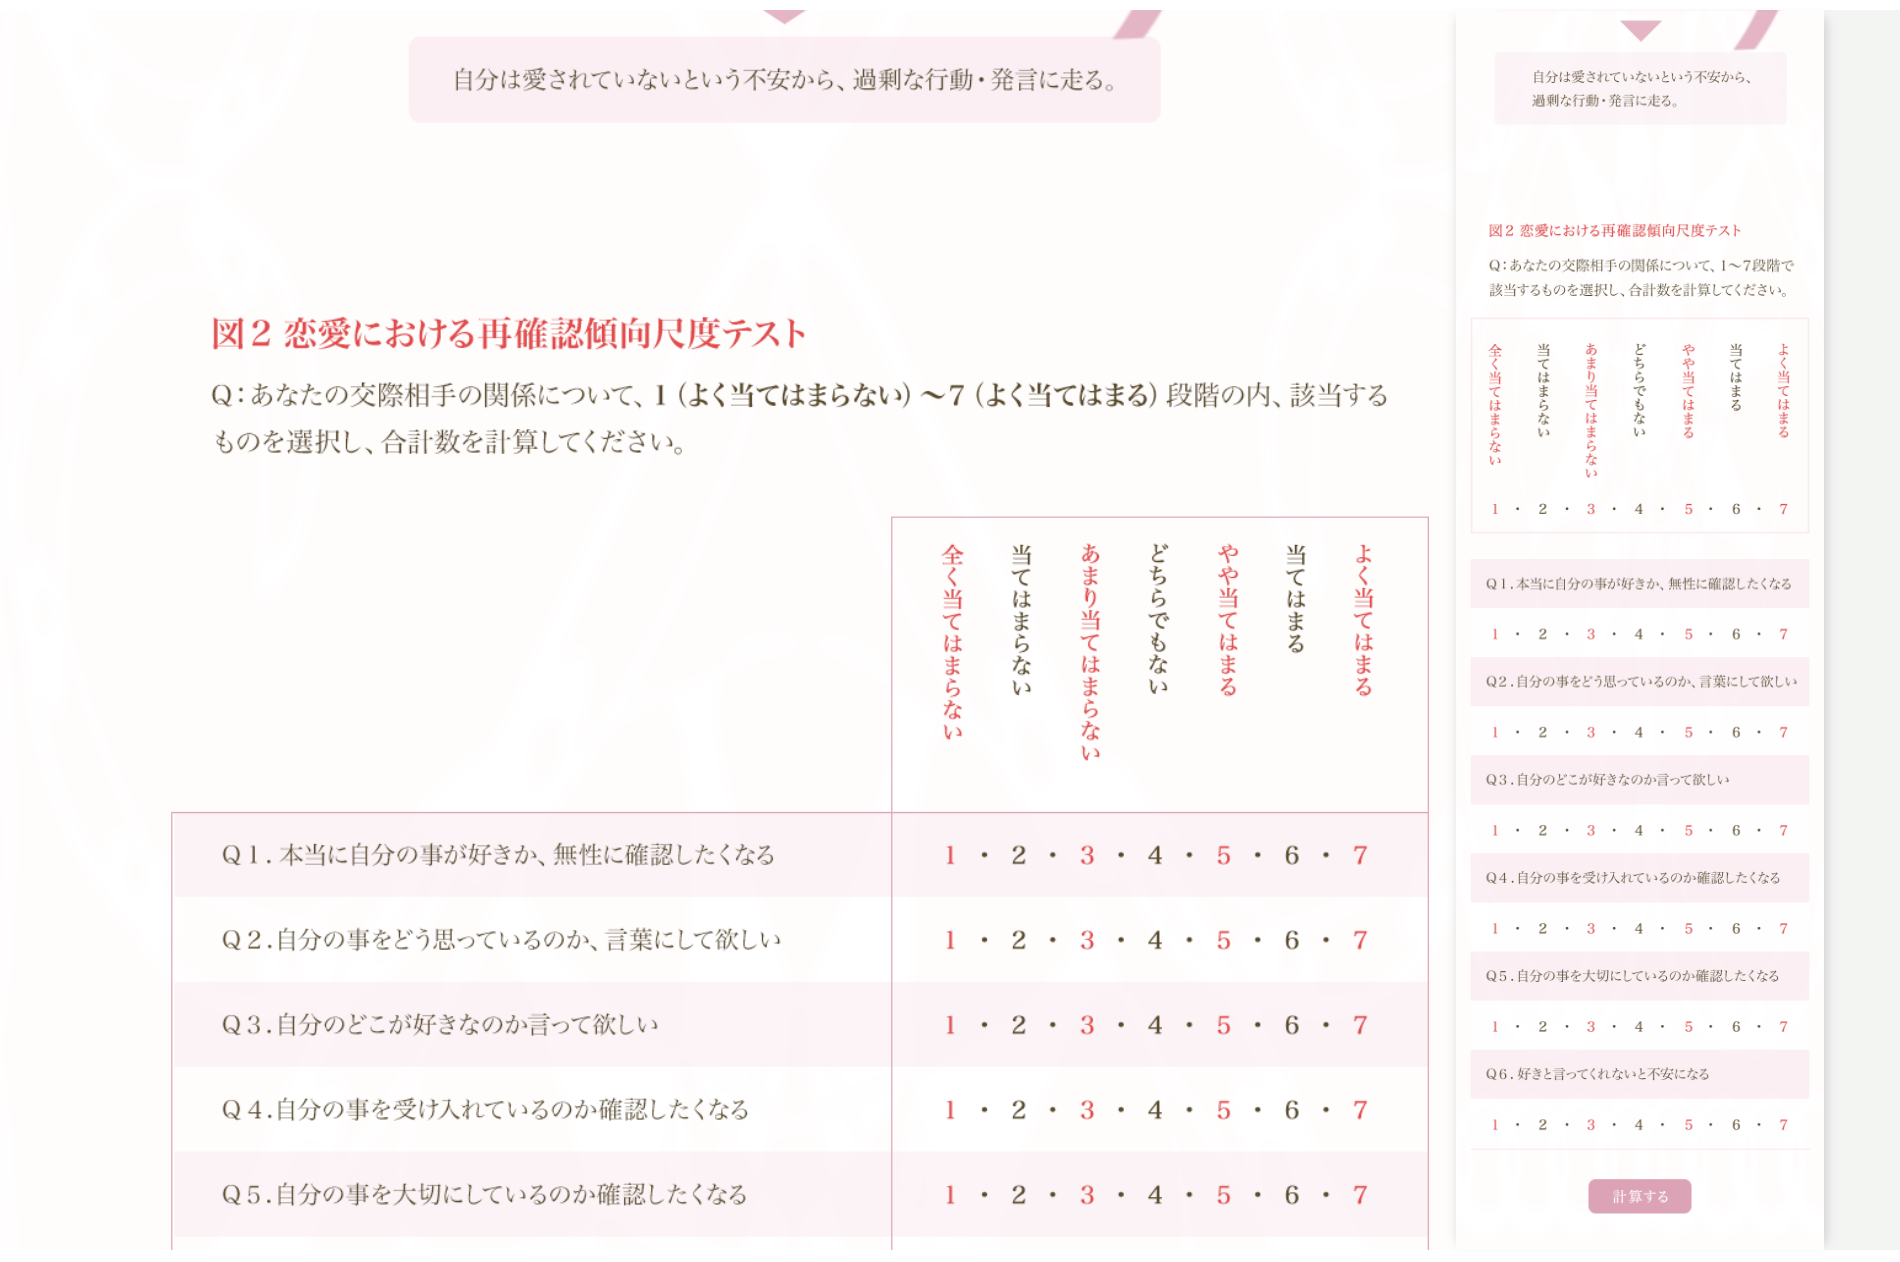 自分は愛されていないという不安から、過剰な行動・発言に走る。
図２ 恋愛における再確認傾向尺度テスト
Q：あなたの交際相手の関係について、１（よく当てはまらない）～７（よく当てはまる）段階の内、該当する
ものを選択し、合計数を計算してください。
全く当てはまらない
当てはまらない
あまり当てはまらない
どちらでもない
やや当てはまる
当てはまる
よく当てはまる
Q１．本当に自分の事が好きか、無性に確認したくなる 1・2・3・4・5・6・7
Q２．自分の事をどう思っているのか、言葉にして欲しい 1・2・3・4・5・6・7
Q３．自分のどこが好きなのか言って欲しい 1・2・3・4・5・6・7
Q４．自分の事を受け入れているのか確認したくなる 1・2・3・4・5・6・7
Q５．自分の事を大切にしているのか確認したくなる 1・2・3・4・5・6・7
自分は愛されていないという不安から、
過剰な行動・発言に走る。
図２ 恋愛における再確認傾向尺度テスト
Q：あなたの交際相手の関係について、１～７段階で
該当するものを選択し、合計数を計算してください。
全く当てはまらない
当てはまらない
あまり当てはまらない
どちらでもない
やや当てはまる
当てはまる
よく当てはまる
1・2・3・4・5・6・7
Q１．本当に自分の事が好きか、無性に確認したくなる
1・2・3・4・5・6・7
Q２．自分の事をどう思っているのか、言葉にして欲しい
1・2・3・4・5・6・7
Q３．自分のどこが好きなのか言って欲しい
1・2・3・4・5・6・7
Q４．自分の事を受け入れているのか確認したくなる
1・2・3・4・5・6・7
Q５．自分の事を大切にしているのか確認したくなる
1・2・3・4・5・6・7
Q６．好きと言ってくれないと不安になる
1・2・3・4・5・6・7
計算する